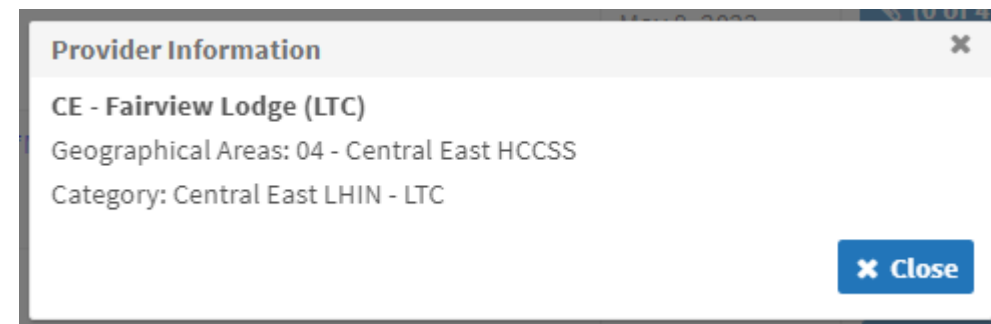 Provider Information
CE - Fairview Lodge (LTC)
Geographical Areas: 04 - Central East HCCSS
Category: Central East LHIN - LTC
Close